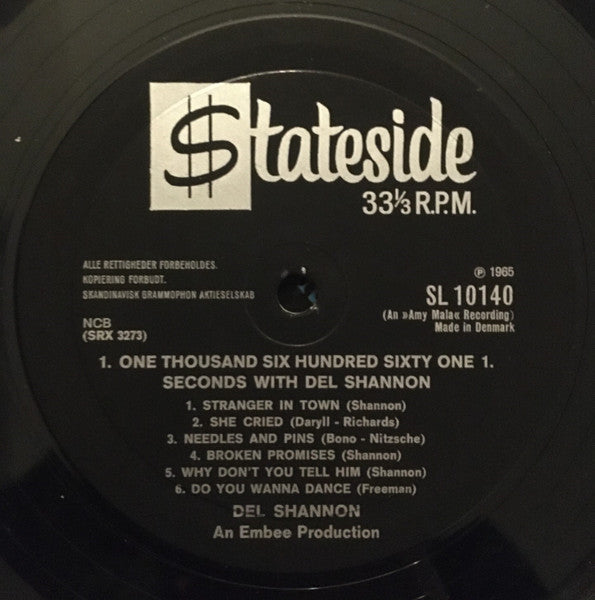 $tateside
33⅓ R.P.M.
ALLE RETTIGHEDER FORBEHOLDES.
KOPIERING FORBUDT.
SKANDINAVISK GRAMMOPHON AKTIESELSKAB
NCB
(SRX 3273)
℗ 1965
SL 10140
(An »Amy Mala« Recording)
Made in Denmark
1. ONE THOUSAND SIX HUNDRED SIXTY ONE 1.
SECONDS WITH DEL SHANNON
1. STRANGER IN TOWN (Shannon)
2. SHE CRIED (Daryll - Richards)
3. NEEDLES AND PINS (Bono - Nitzsche)
4. BROKEN PROMISES (Shannon)
5. WHY DON'T YOU TELL HIM (Shannon)
6. DO YOU WANNA DANCE (Freeman)
DEL SHANNON
An Embee Production